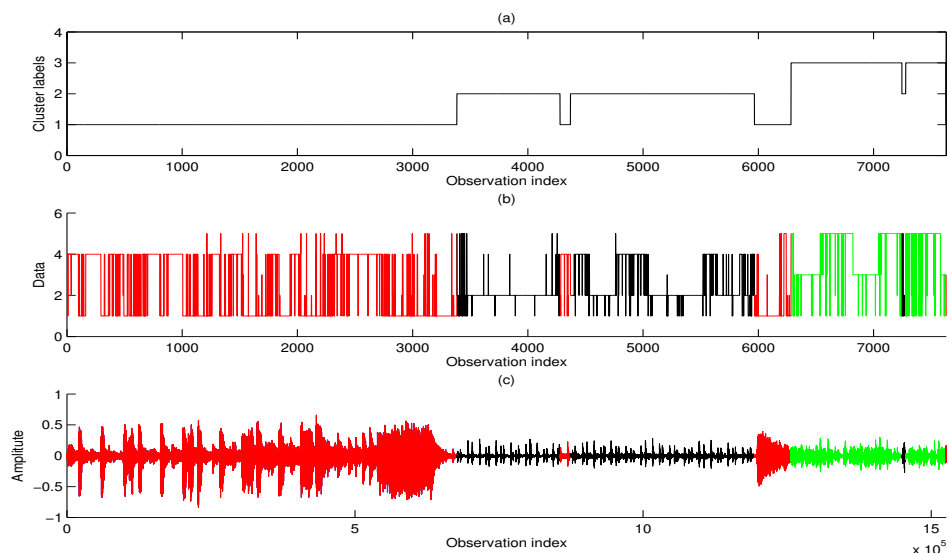 (a)
4
3
2
1
0
Cluster labels
0 1000 2000 3000 4000 5000 6000 7000
Observation index
(b)
6
4
2
0
Data
0 1000 2000 3000 4000 5000 6000 7000
Observation index
(c)
1
0.5
0
−0.5
−1
Amplitute
0 5 10 15
x 10^5
Observation index